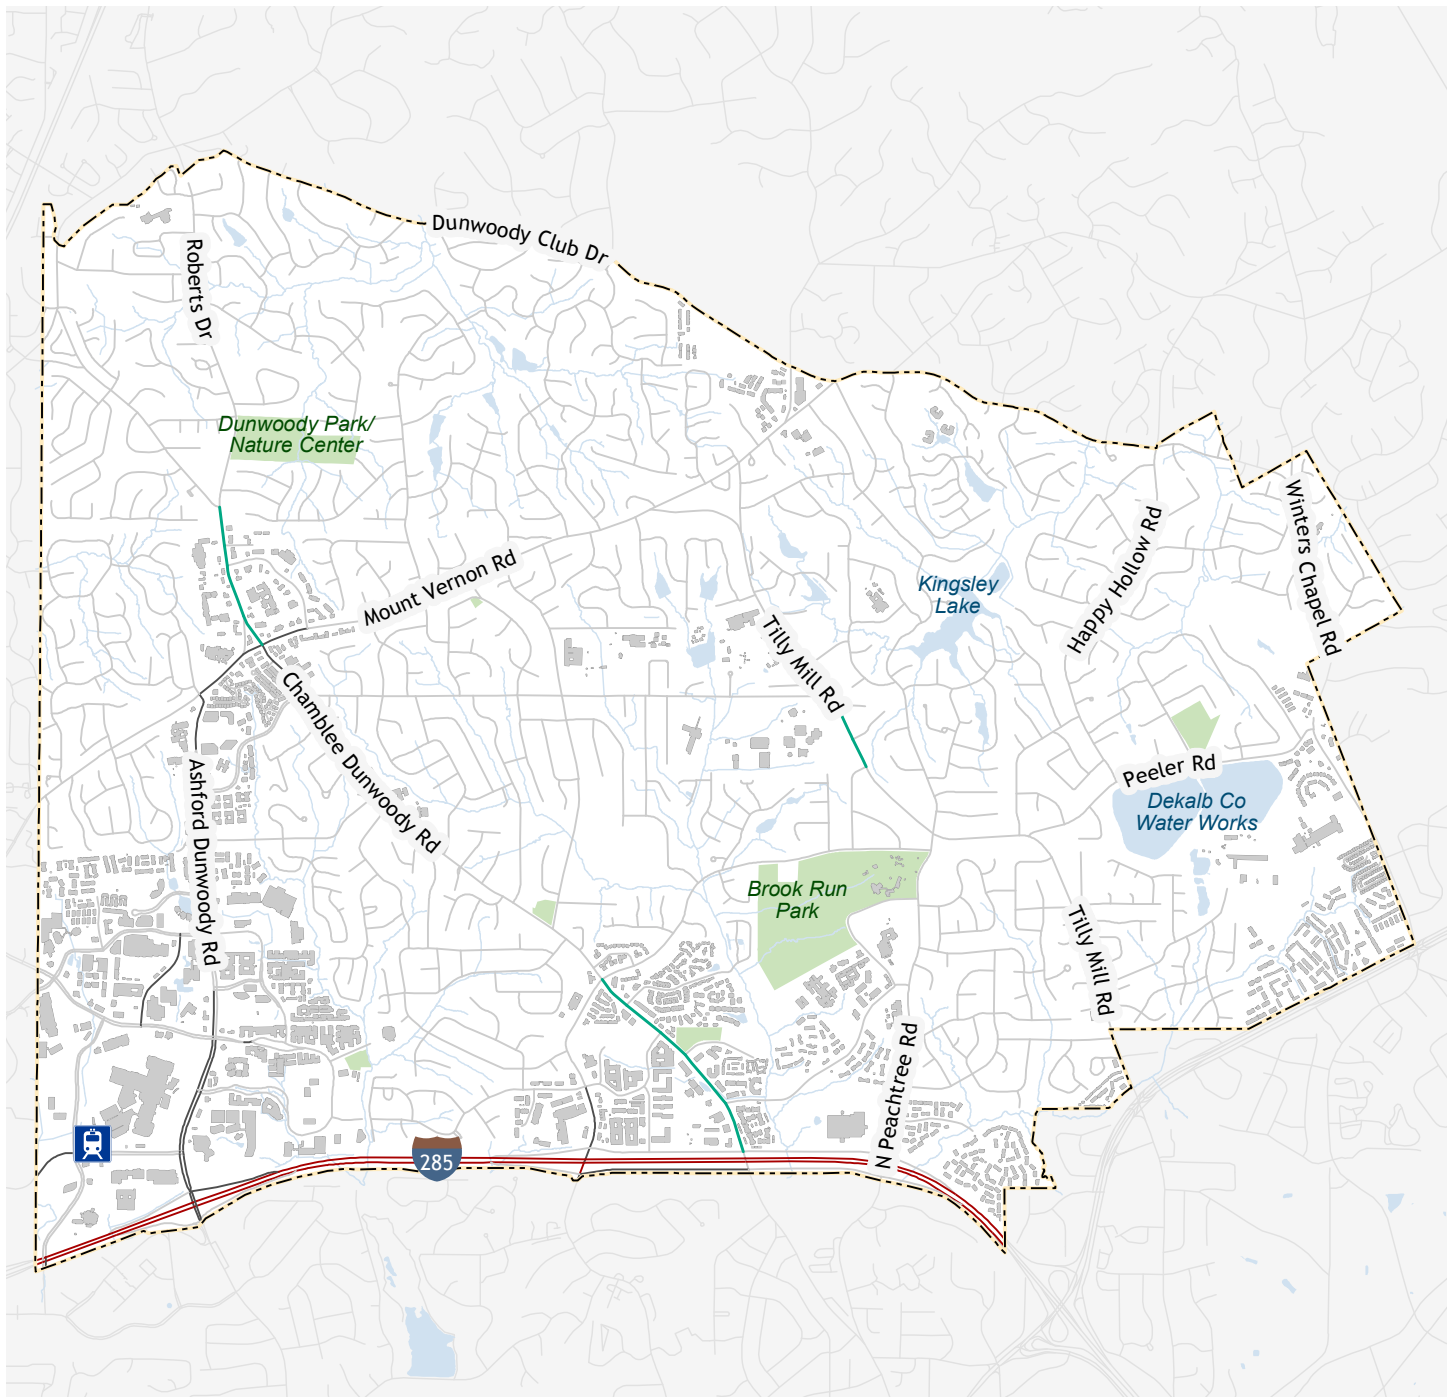 Dunwoody Club Dr
Roberts Dr
Dunwoody Park/
Nature Center
Winters Chapel Rd
Happy Hollow Rd
Mount Vernon Rd
Kingsley
Lake
Tilly Mill Rd
Chamblee Dunwoody Rd
Ashford Dunwoody Rd
Peeler Rd
Dekalb Co
Water Works
Brook Run
Park
Tilly Mill Rd
N Peachtree Rd
285